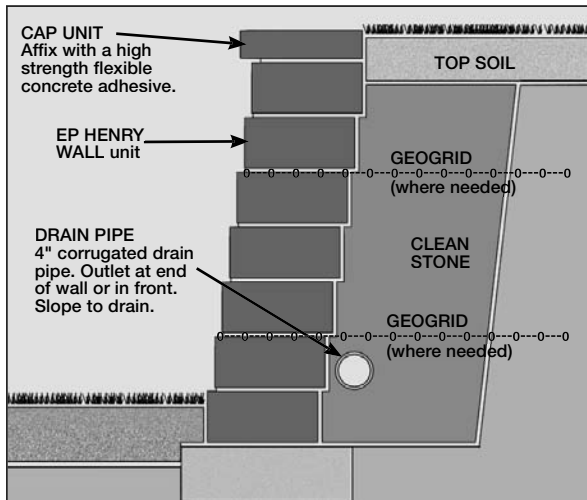 CAP UNIT
Affix with a high
strength flexible
concrete adhesive.
TOP SOIL
EP HENRY
WALL unit
GEOGRID
(where needed)
DRAIN PIPE
4" corrugated drain
pipe. Outlet at end
of wall or in front.
Slope to drain.
CLEAN
STONE
GEOGRID
(where needed)